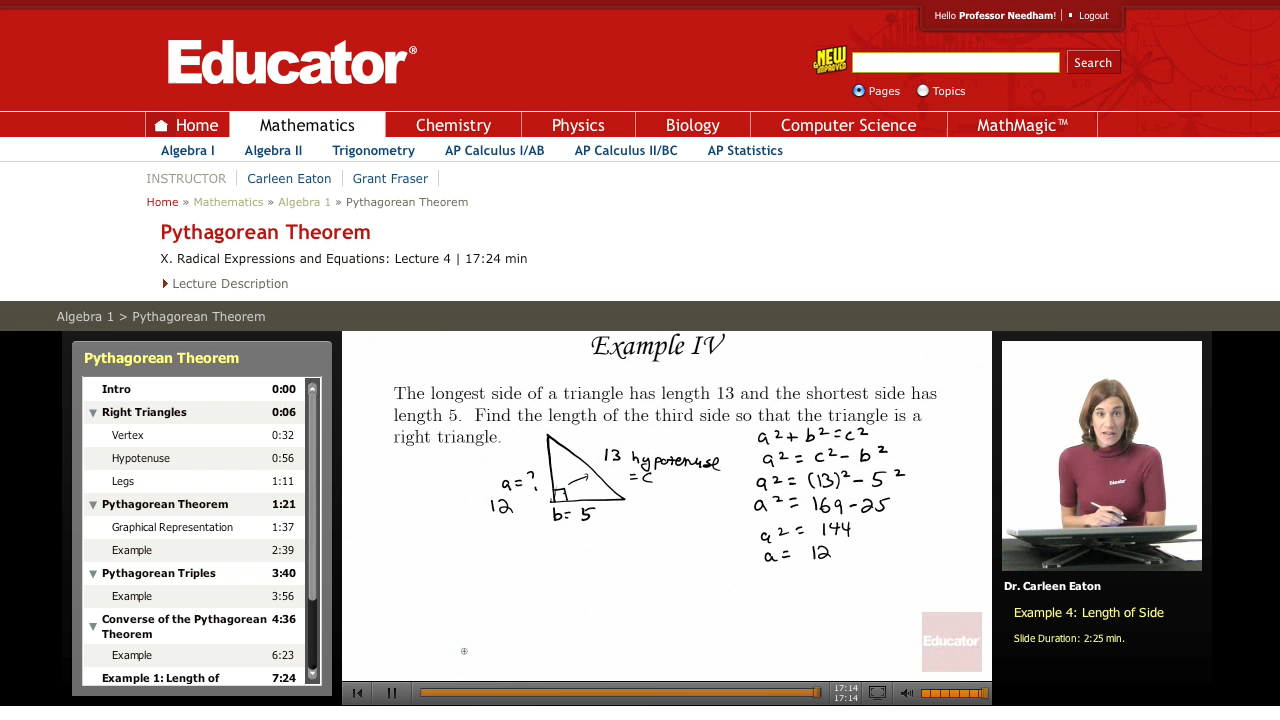 Hello Professor Needham! Logout
Educator®
NEW
& IMPROVED
Search
Pages Topics
Home Mathematics Chemistry Physics Biology Computer Science MathMagic™
Algebra I Algebra II Trigonometry AP Calculus I/AB AP Calculus II/BC AP Statistics
INSTRUCTOR Carleen Eaton Grant Fraser
Home » Mathematics » Algebra 1 » Pythagorean Theorem
Pythagorean Theorem
X. Radical Expressions and Equations: Lecture 4 | 17:24 min
Lecture Description
Algebra 1 > Pythagorean Theorem
Pythagorean Theorem
Intro 0:00
Right Triangles 0:06
Vertex 0:32
Hypotenuse 0:56
Legs 1:11
Pythagorean Theorem 1:21
Graphical Representation 1:37
Example 2:39
Pythagorean Triples 3:40
Example 3:56
Converse of the Pythagorean 4:36
Theorem
Example 6:23
Example 1: Length of 7:24
Example IV
The longest side of a triangle has length 13 and the shortest side has
length 5. Find the length of the third side so that the triangle is a
right triangle.
13 hypotenuse
= c
a = ?
12
b = 5
a² + b² = c²
a² = c² - b²
a² = (13)² - 5²
a² = 169 - 25
a² = 144
a = 12
Educator
17:14
17:14
Educator
Dr. Carleen Eaton
Example 4: Length of Side
Slide Duration: 2:25 min.